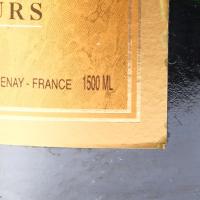 URS
ENAY - FRANCE 1500 ML